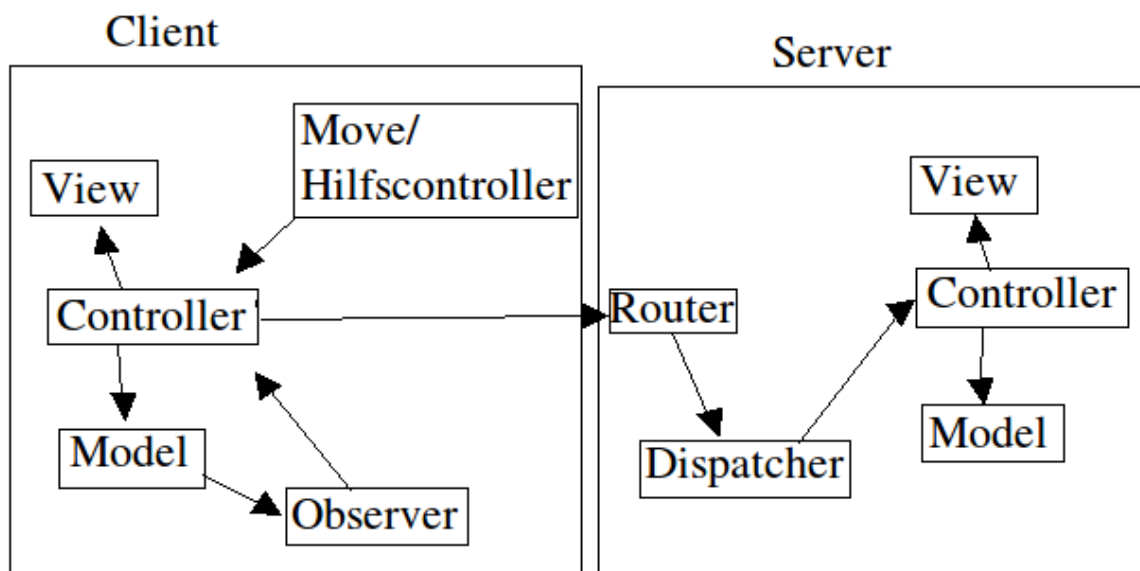 Client
Server
Move/
Hilfscontroller
View
Controller
Model
Observer
View
Controller
Router
Model
Dispatcher